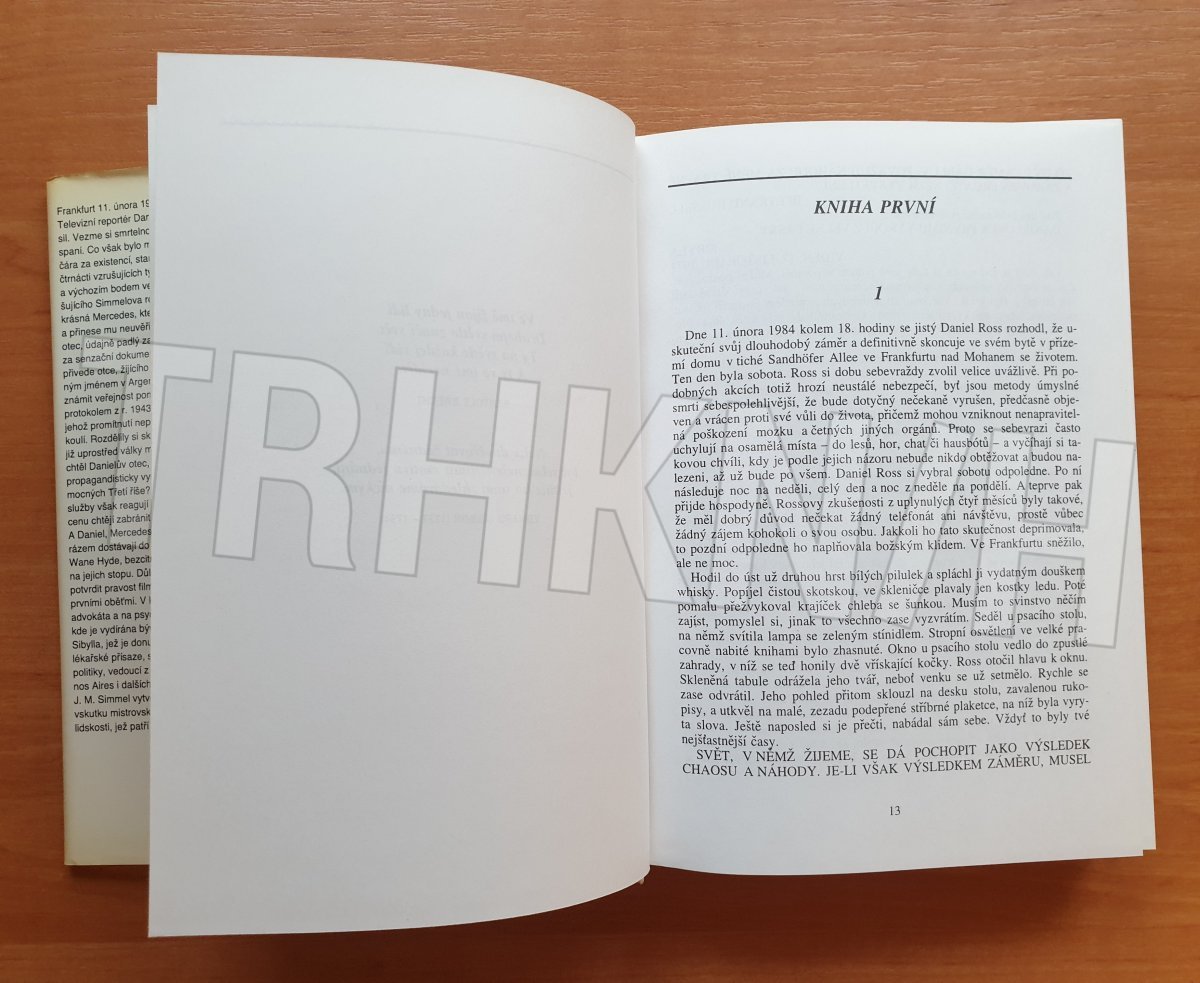 Frankfurt 11. února 19
Televizní reportér Dan
sil. Vezme si smrtelno
spaní. Co však bylo m
čára za existencí, sta
čtrnácti vzrušujících t
a výchozím bodem ve
šujícího Simmelova r
krásná Mercedes, kte
a přinese mu neuvěři
otec, údajně padlý za
za senzační dokume
přivede otce, žijícího
ným jménem v Argen
známit veřejnost por
protokolem z r. 1943
jehož promítnutí nep
koulí. Rozdělily si sk
již uprostřed války m
chtěl Danielův otec,
propagandisticky vy
mocných Třetí říše?
služby však reagují
cenu chtějí zabránit
A Daniel, Mercedes
rázem dostávají do
Wane Hyde, bezcitn
na jejich stopu. Důl
potvrdit pravost film
prvními oběťmi. V
advokáta a na psyc
kde je vydírána bý
Sibylla, jež je donu
lékařské přísaze, s
politiky, vedoucí z
nos Aires i dalších
J. M. Simmel vytv
vskutku mistrovsk
lidskosti, jež patří
KNIHA PRVNÍ
1
Dne 11. února 1984 kolem 18. hodiny se jistý Daniel Ross rozhodl, že u-
skuteční svůj dlouhodobý záměr a definitivně skoncuje ve svém bytě v příze-
mí domu v tiché Sandhöfer Allee ve Frankfurtu nad Mohanem se životem.
Ten den byla sobota. Ross si dobu sebevraždy zvolil velice uvážlivě. Při po-
dobných akcích totiž hrozí neustálé nebezpečí, byť jsou metody úmyslné
smrti sebespolehlivější, že bude dotyčný nečekaně vyrušen, předčasně obje-
ven a vrácen proti své vůli do života, přičemž mohou vzniknout nenapravitel-
ná poškození mozku a četných jiných orgánů. Proto se sebevrazi často
uchylují na osamělá místa – do lesů, hor, chat či hausbótů – a vyčíhají si ta-
kovou chvíli, kdy je podle jejich názoru nebude nikdo obtěžovat a budou na-
lezeni, až už bude po všem. Daniel Ross si vybral sobotu odpoledne. Po ní
následuje noc na neděli, celý den a noc z neděle na pondělí. A teprve pak
přijde hospodyně. Rossovy zkušenosti z uplynulých čtyř měsíců byly takové,
že měl dobrý důvod nečekat žádný telefonát ani návštěvu, prostě vůbec
žádný zájem kohokoli o svou osobu. Jakkoli ho tato skutečnost deprimovala,
to pozdní odpoledne ho naplňovala božským klidem. Ve Frankfurtu sněžilo,
ale ne moc.
Hodil do úst už druhou hrst bílých pilulek a spláchl ji vydatným douškem
whisky. Popíjel čistou skotskou, ve skleničce plavaly jen kostky ledu. Poté
pomalu přežvykoval krajíček chleba se šunkou. Musím to svinstvo něčím
zajíst, pomyslel si, jinak to všechno zase vyzvrátím. Seděl u psacího stolu,
na němž svítila lampa se zeleným stínidlem. Stropní osvětlení ve velké pra-
covně nabité knihami bylo zhasnuté. Okno u psacího stolu vedlo do zpustlé
zahrady, v níž se teď honily dvě vřískající kočky. Ross otočil hlavu k oknu.
Skleněná tabule odrážela jeho tvář, neboť venku se už setmělo. Rychle se
zase odvrátil. Jeho pohled přitom sklouzl na desku stolu, zavalenou ruko-
pisy, a utkvěl na malé, zezadu podepřené stříbrné plaketce, na níž byla vyry-
ta slova. Ještě naposled si je přečti, nabádal sám sebe. Vždyť to byly tvé
nejšťastnější časy.
SVĚT, V NĚMŽ ŽIJEME, SE DÁ POCHOPIT JAKO VÝSLEDEK
CHAOSU A NÁHODY. JE-LI VŠAK VÝSLEDKEM ZÁMĚRU, MUSEL
13
TRHKNIH